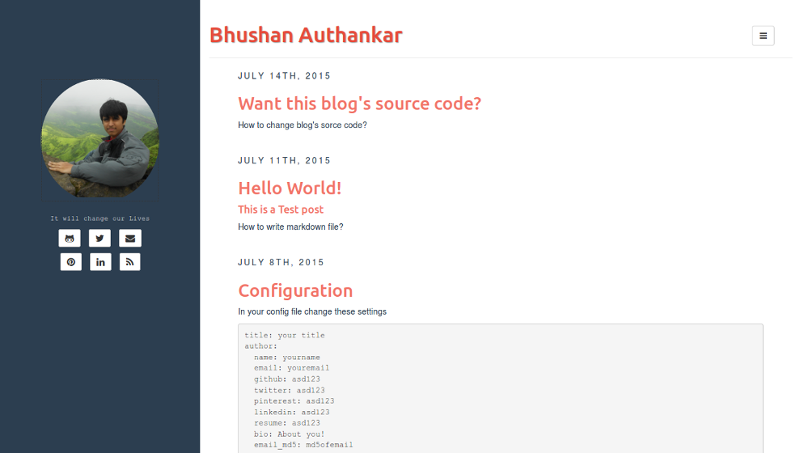 Bhushan Authankar
It will change our Lives
JULY 14TH, 2015
Want this blog's source code?
How to change blog's sorce code?
JULY 11TH, 2015
Hello World!
This is a Test post
How to write markdown file?
JULY 8TH, 2015
Configuration
In your config file change these settings
title: your title
author:
  name: yourname
  email: youremail
  github: asd123
  twitter: asd123
  pinterest: asd123
  linkedin: asd123
  resume: asd123
  bio: About you!
  email_md5: md5ofemail